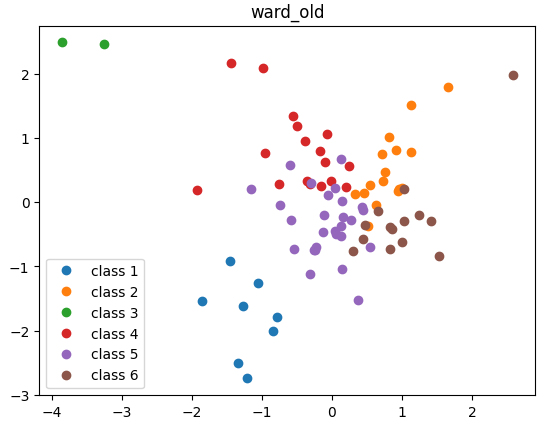 ward_old
2
1
0
−1
−2
−3
class 1
class 2
class 3
class 4
class 5
class 6
−4
−3
−2
−1
0
1
2